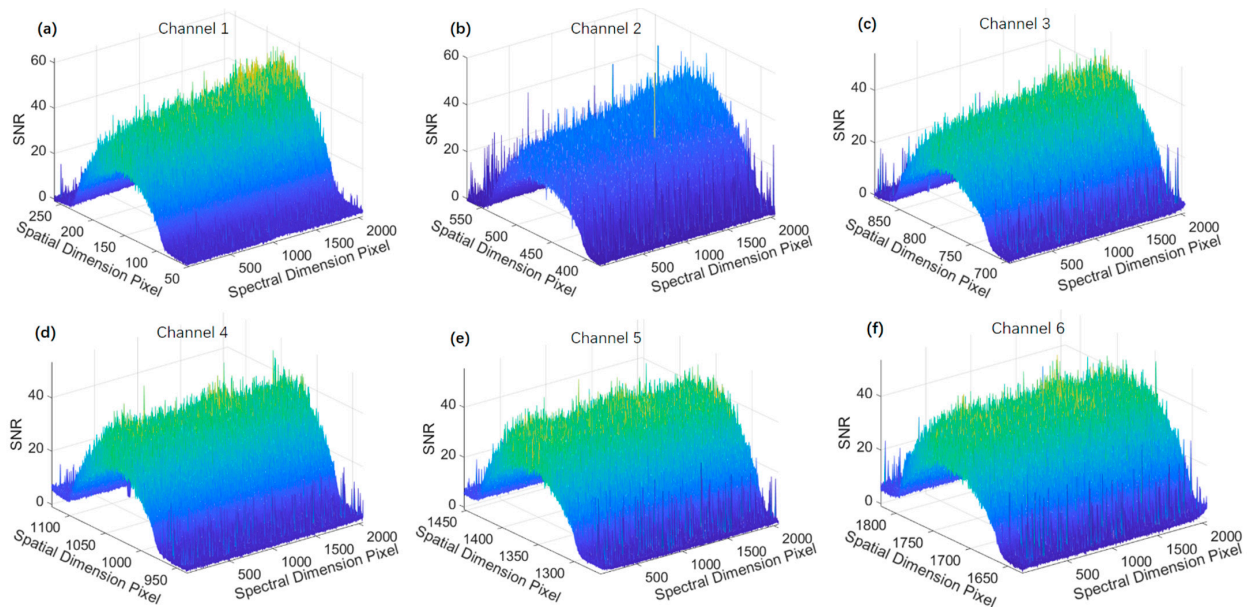 (a) Channel 1
60
40
20
0
SNR
250
200
150
100
50
Spatial Dimension Pixel
500
1000
1500
2000
Spectral Dimension Pixel
(b) Channel 2
60
40
20
0
SNR
550
500
450
400
Spatial Dimension Pixel
500
1000
1500
2000
Spectral Dimension Pixel
(c) Channel 3
40
20
0
SNR
850
800
750
700
Spatial Dimension Pixel
500
1000
1500
2000
Spectral Dimension Pixel
(d) Channel 4
40
20
0
SNR
1100
1050
1000
950
Spatial Dimension Pixel
500
1000
1500
2000
Spectral Dimension Pixel
(e) Channel 5
40
20
0
SNR
1450
1400
1350
1300
Spatial Dimension Pixel
500
1000
1500
2000
Spectral Dimension Pixel
(f) Channel 6
40
20
0
SNR
1800
1750
1700
1650
Spatial Dimension Pixel
500
1000
1500
2000
Spectral Dimension Pixel